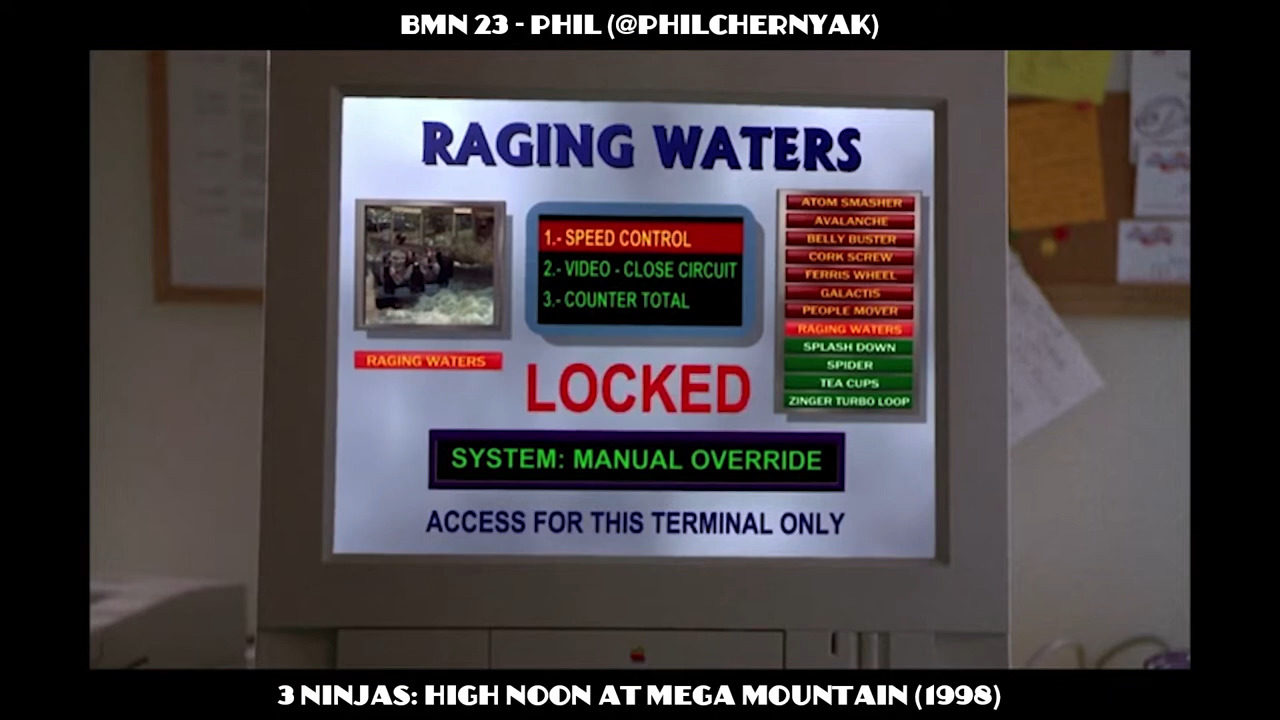 BMN 23 - PHIL (@PHILCHERNYAK)
RAGING WATERS
1.- SPEED CONTROL
2.- VIDEO - CLOSE CIRCUIT
3.- COUNTER TOTAL
RAGING WATERS
ATOM SMASHER
AVALANCHE
BELLY BUSTER
CORK SCREW
FERRIS WHEEL
GALACTIS
PEOPLE MOVER
RAGING WATERS
SPLASH DOWN
SPIDER
TEA CUPS
ZINGER TURBO LOOP
LOCKED
SYSTEM: MANUAL OVERRIDE
ACCESS FOR THIS TERMINAL ONLY
3 NINJAS: HIGH NOON AT MEGA MOUNTAIN (1998)